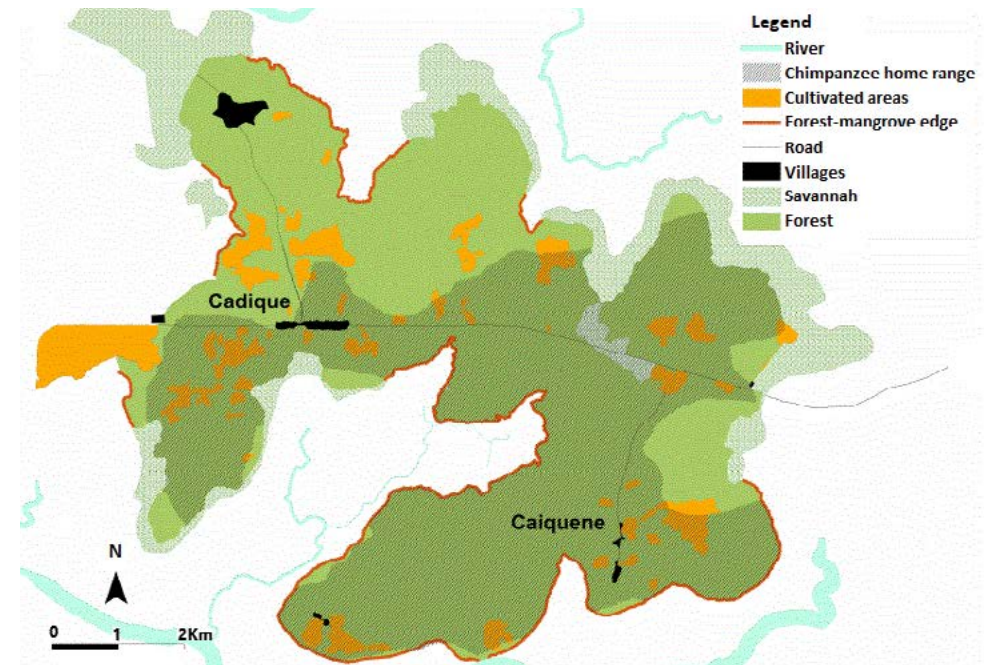 Legend
River
Chimpanzee home range
Cultivated areas
Forest-mangrove edge
Road
Villages
Savannah
Forest
Cadique
Caiquene
N
0 1 2Km